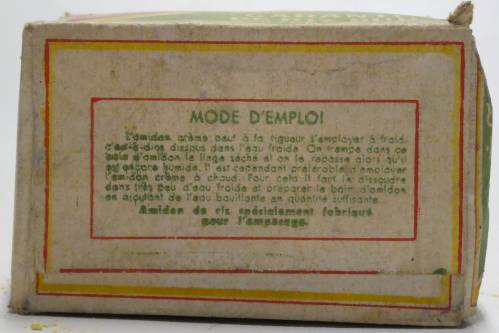 MODE D'EMPLOI
L'amidon crème peut à la rigueur s'employer à froid,
c'est-à-dire dissous dans l'eau froide. On trempe dans ce
bain d'amidon le linge séché et on le repasse alors qu'il
est encore humide. Il est cependant préférable d'employer
l'amidon crème à chaud. Pour cela il faut le dissoudre
dans très peu d'eau froide et préparer le bain d'amidon
en ajoutant de l'eau bouillante en quantité suffisante.
Amidon de riz spécialement fabriqué
pour l'empesage.